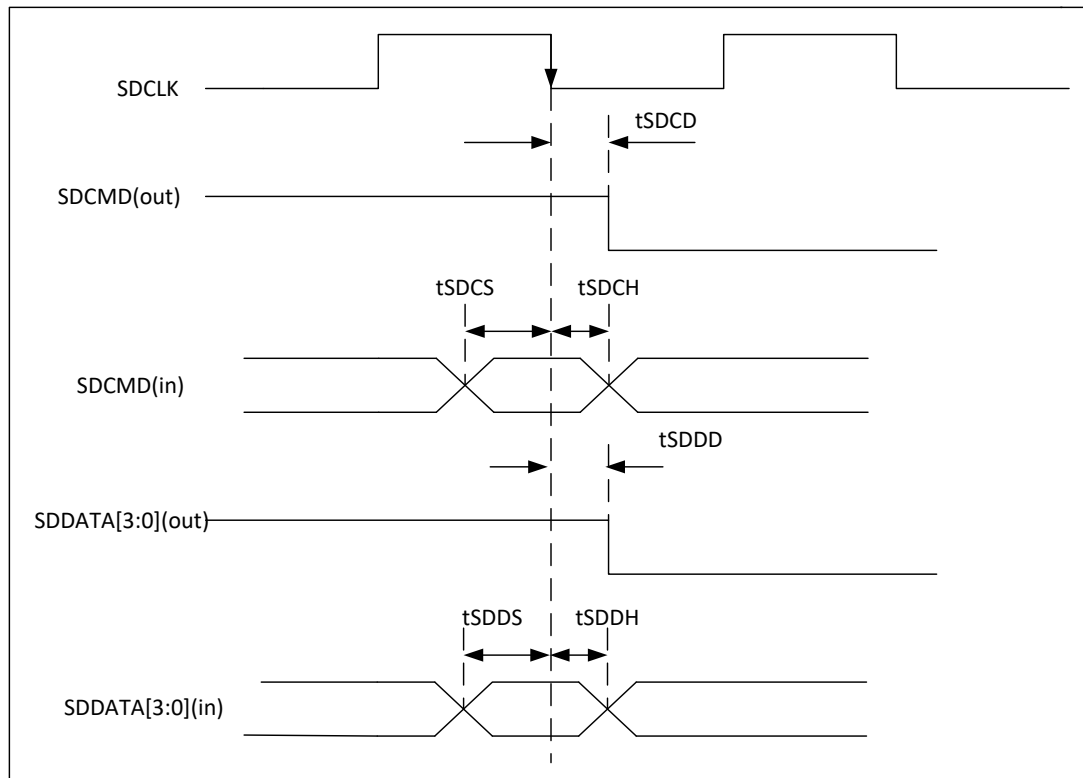 SDCLK
tSDCD
SDCMD(out)
tSDCS
tSDCH
SDCMD(in)
tSDDD
SDDATA[3:0](out)
tSDDS
tSDDH
SDDATA[3:0](in)